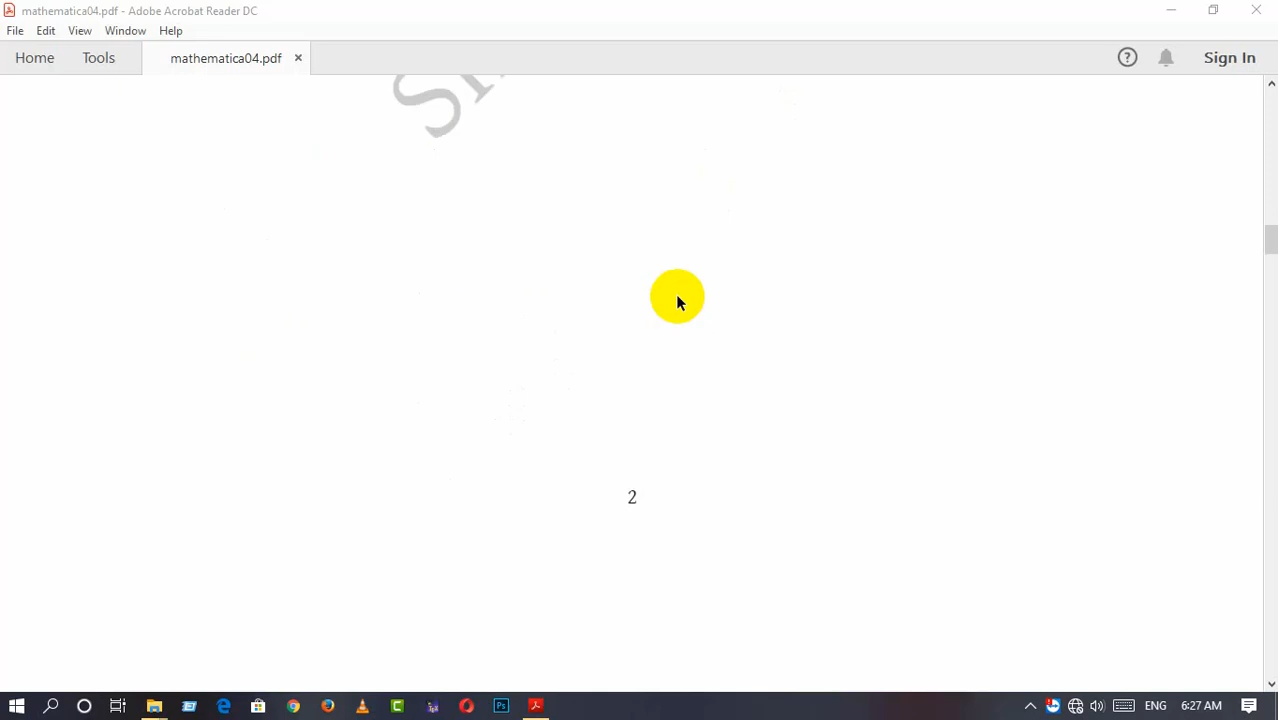 mathematica04.pdf - Adobe Acrobat Reader DC
File Edit View Window Help
Home Tools mathematica04.pdf × ? Sign In
2
Ps ENG 6:27 AM